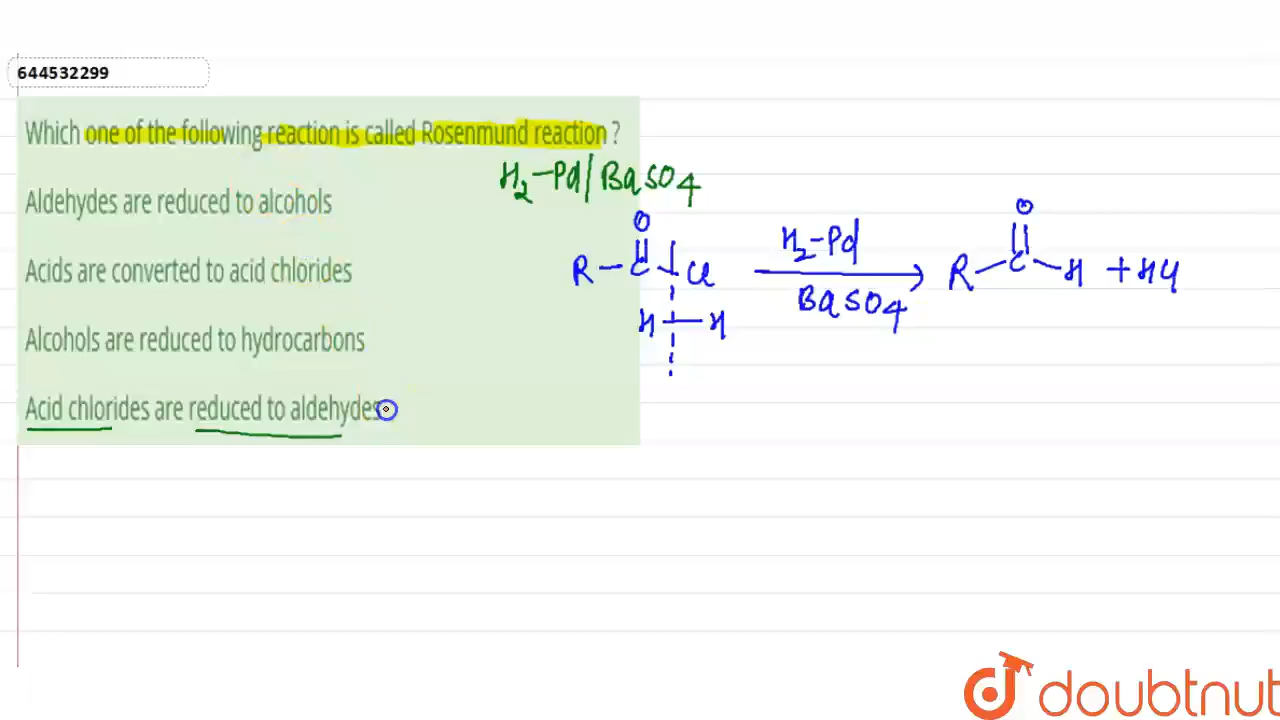 644532299
Which one of the following reaction is called Rosenmund reaction ?
H2-Pd/BaSO4
Aldehydes are reduced to alcohols
O
O
H2-Pd
R-C-Cl
R-C-H +HCl
Acids are converted to acid chlorides
BaSO4
H-H
Alcohols are reduced to hydrocarbons
Acid chlorides are reduced to aldehydes
doubtnut